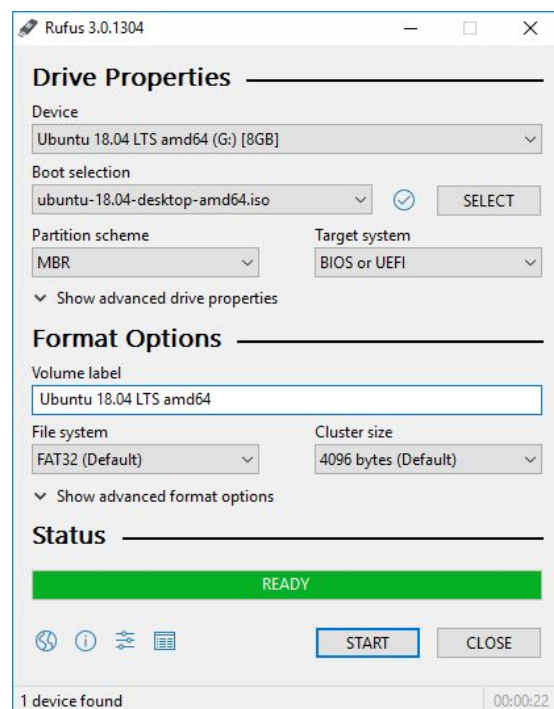 Rufus 3.0.1304
Drive Properties
Device
Ubuntu 18.04 LTS amd64 (G:) [8GB]
Boot selection
ubuntu-18.04-desktop-amd64.iso
SELECT
Partition scheme
Target system
MBR
BIOS or UEFI
Show advanced drive properties
Format Options
Volume label
Ubuntu 18.04 LTS amd64
File system
Cluster size
FAT32 (Default)
4096 bytes (Default)
Show advanced format options
Status
READY
START
CLOSE
1 device found
00:00:22